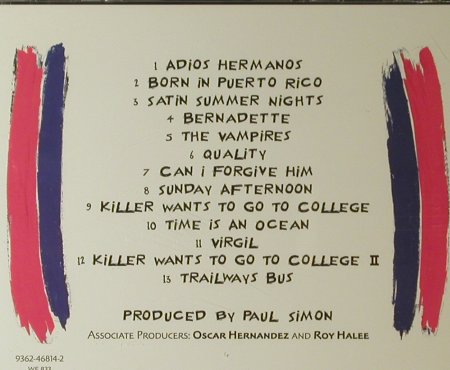 1 ADIOS HERMANOS
2 BORN iN PUERTO RiCO
3 SATiN SUMMER NiGHTS
4 BERNADETTE
5 THE VAMPiRES
6 QUALiTY
7 CAN i FORGiVE HiM
8 SUNDAY AFTERNOON
9 KiLLER WANTS TO GO TO COLLEGE
10 TiME iS AN OCEAN
11 ViRGiL
12 KiLLER WANTS TO GO TO COLLEGE II
13 TRAiLWAYS BUS
PRODUCED BY PAUL SiMON
ASSOCIATE PRODUCERS: OSCAR HERNANDEZ AND ROY HALEE
9362-46814-2
WE 833